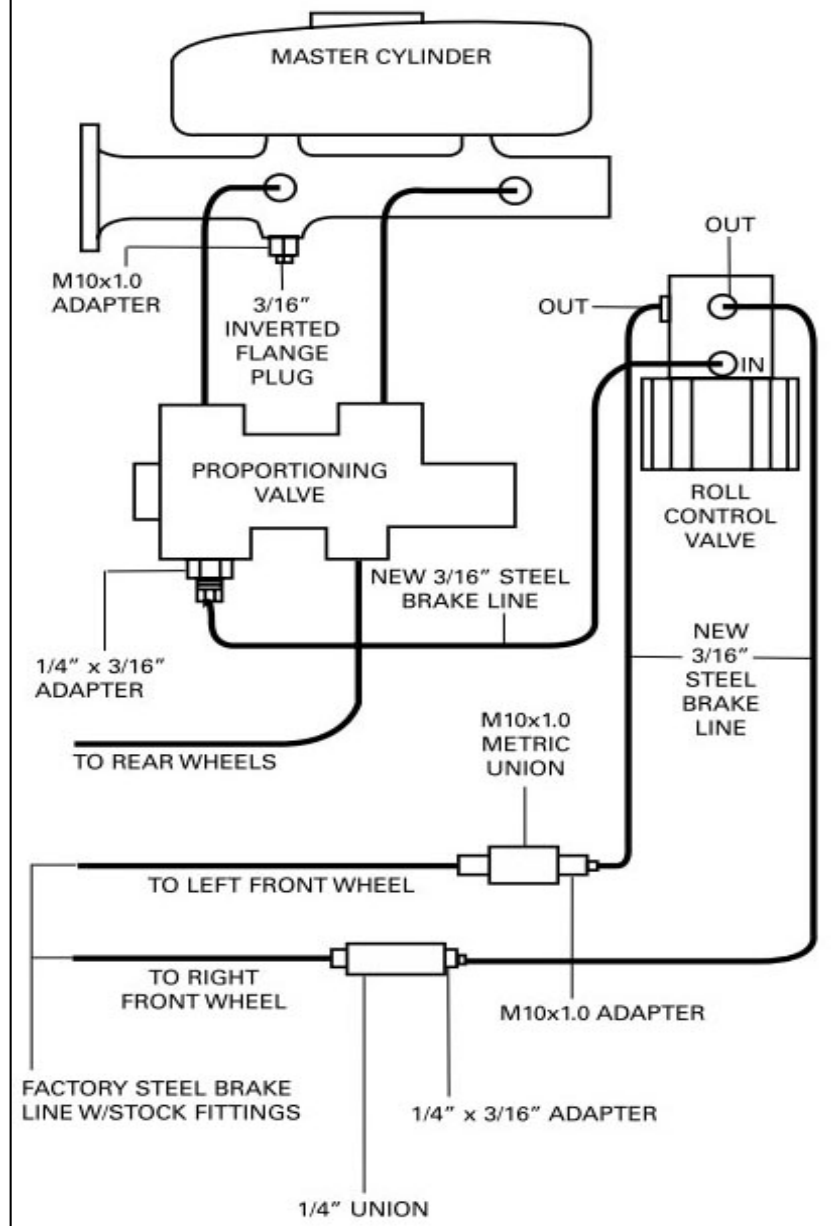 MASTER CYLINDER
M10x1.0
ADAPTER
3/16"
INVERTED
FLANGE
PLUG
OUT
OUT
IN
PROPORTIONING
VALVE
ROLL
CONTROL
VALVE
NEW 3/16" STEEL
BRAKE LINE
1/4" x 3/16"
ADAPTER
NEW
3/16"
STEEL
BRAKE
LINE
TO REAR WHEELS
M10x1.0
METRIC
UNION
TO LEFT FRONT WHEEL
TO RIGHT
FRONT WHEEL
M10x1.0 ADAPTER
FACTORY STEEL BRAKE
LINE W/STOCK FITTINGS
1/4" x 3/16" ADAPTER
1/4" UNION